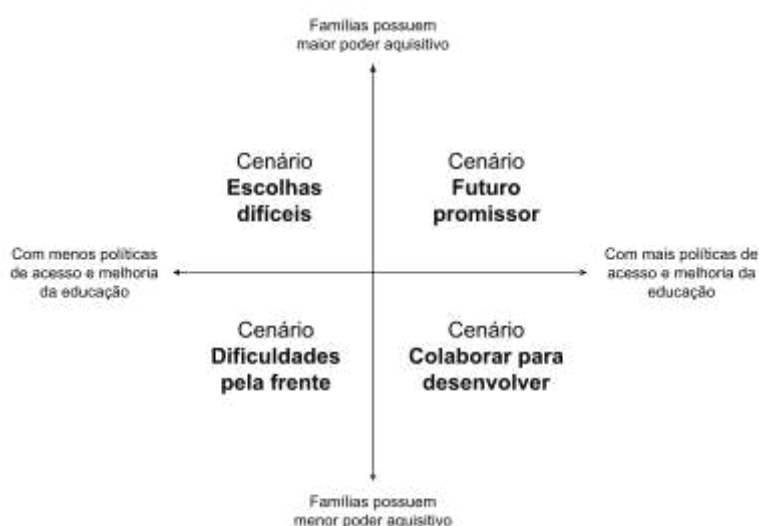 Famílias possuem
maior poder aquisitivo
Cenário
Escolhas
difíceis
Cenário
Futuro
promissor
Com menos políticas
de acesso e melhoria
da educação
Com mais políticas de
acesso e melhoria da
educação
Cenário
Dificuldades
pela frente
Cenário
Colaborar para
desenvolver
Famílias possuem
menor poder aquisitivo